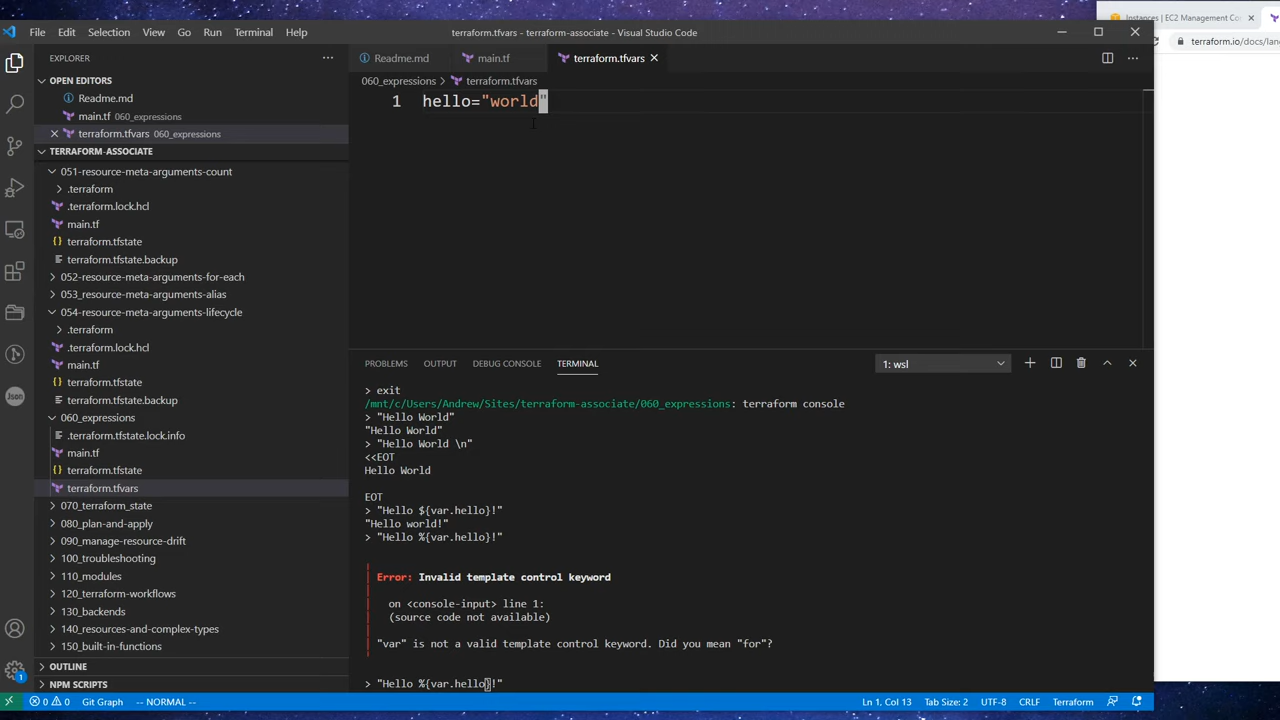 Instances | EC2 Management Co
File Edit Selection View Go Run Terminal Help
terraform.tfvars - terraform-associate - Visual Studio Code
terraform.io/docs/lan
EXPLORER
OPEN EDITORS
Readme.md
main.tf 060_expressions
terraform.tfvars 060_expressions
TERRAFORM-ASSOCIATE
051-resource-meta-arguments-count
.terraform
.terraform.lock.hcl
main.tf
terraform.tfstate
terraform.tfstate.backup
052-resource-meta-arguments-for-each
053_resource-meta-arguments-alias
054-resource-meta-arguments-lifecycle
.terraform
.terraform.lock.hcl
main.tf
terraform.tfstate
terraform.tfstate.backup
060_expressions
.terraform.tfstate.lock.info
main.tf
terraform.tfstate
terraform.tfvars
070_terraform_state
080_plan-and-apply
090_manage-resource-drift
100_troubleshooting
110_modules
120_terraform-workflows
130_backends
140_resources-and-complex-types
150_built-in-functions
OUTLINE
NPM SCRIPTS
Json
1
Readme.md
main.tf
terraform.tfvars
060_expressions > terraform.tfvars
1 hello="world"
PROBLEMS OUTPUT DEBUG CONSOLE TERMINAL
1: wsl
> exit
/mnt/c/Users/Andrew/Sites/terraform-associate/060_expressions: terraform console
> "Hello World"
"Hello World"
> "Hello World \n"
<<EOT
Hello World
EOT
> "Hello ${var.hello}!"
"Hello world!"
> "Hello %{var.hello}!"
Error: Invalid template control keyword
on <console-input> line 1:
(source code not available)
"var" is not a valid template control keyword. Did you mean "for"?
> "Hello %{var.hello}!"
0 0 Git Graph -- NORMAL--
Ln 1, Col 13 Tab Size: 2 UTF-8 CRLF Terraform